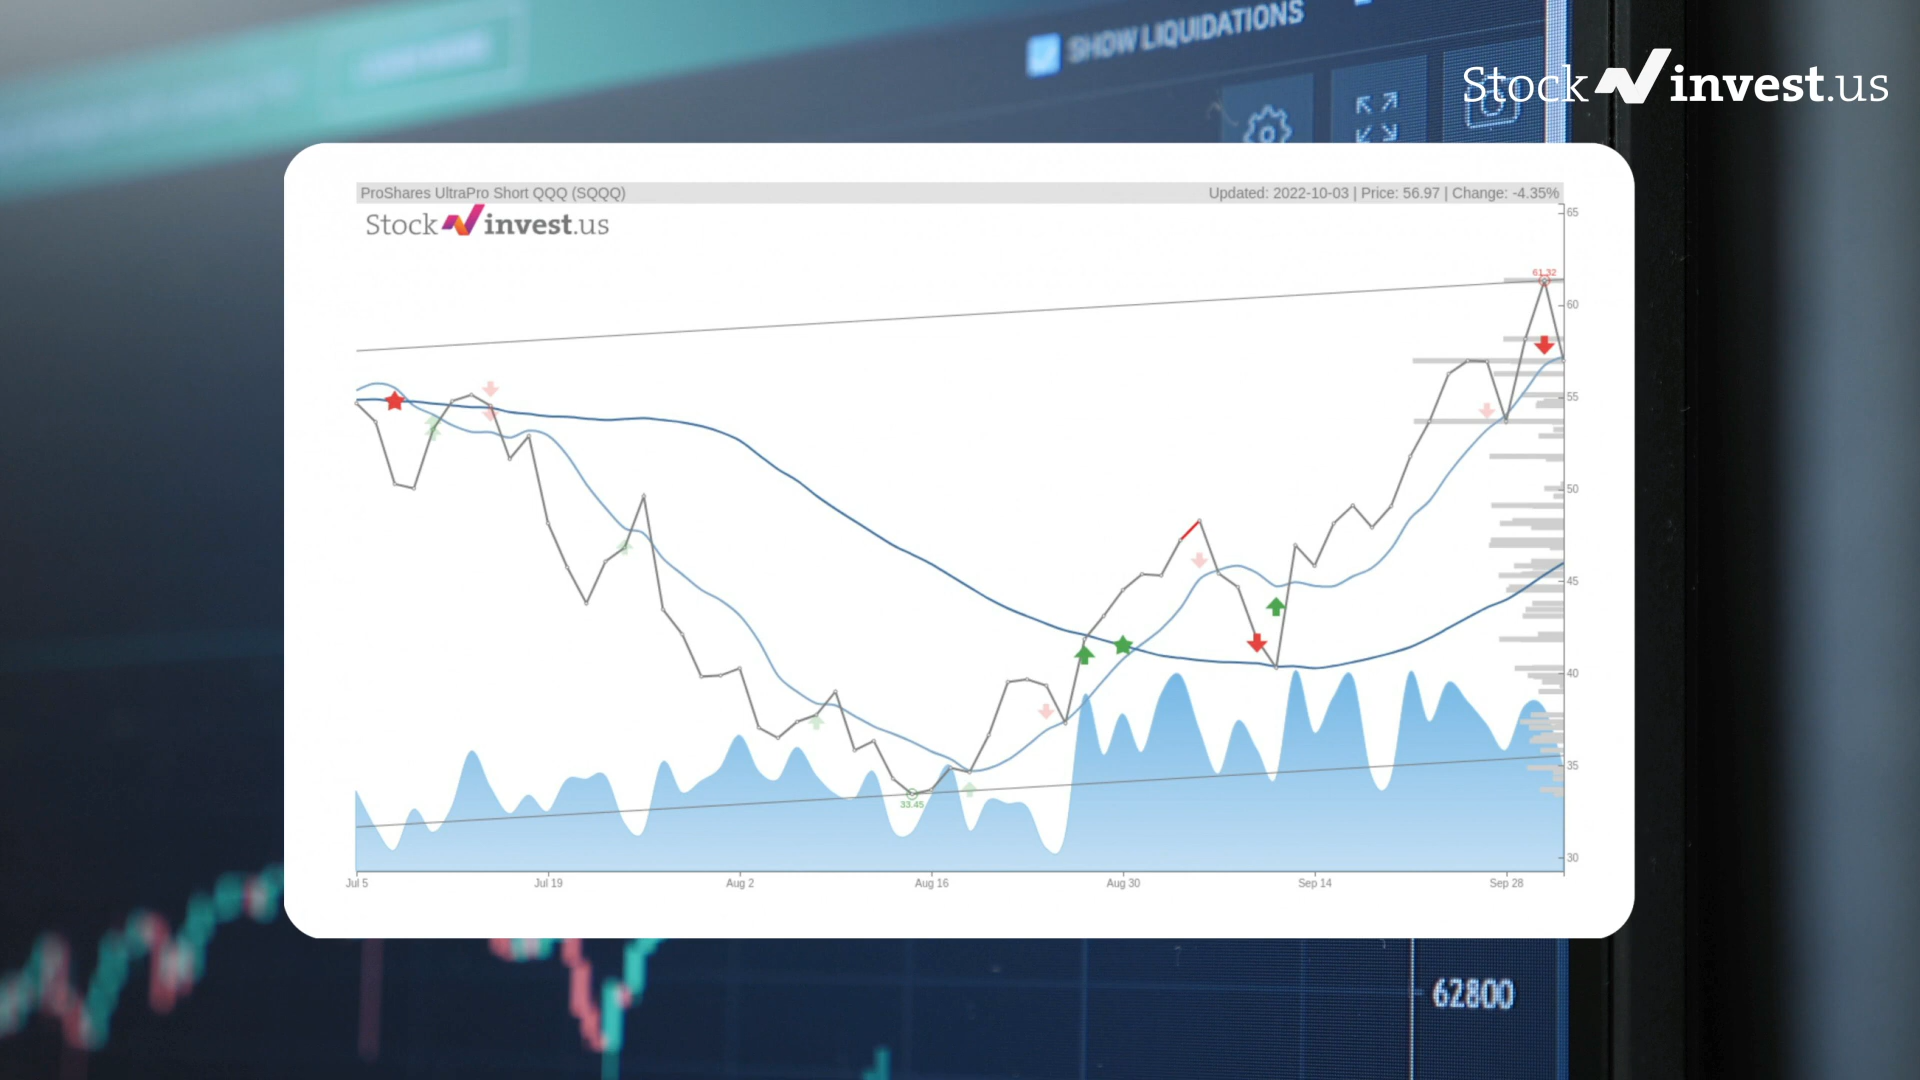 SHOW LIQUIDATIONS
Stock invest.us
ProShares UltraPro Short QQQ (SQQQ)
Updated: 2022-10-03 | Price: 56.97 | Change: -4.35%
Stock invest.us
65
61.32
60
55
50
45
40
35
33.45
30
Jul 5
Jul 19
Aug 2
Aug 16
Aug 30
Sep 14
Sep 28
62800